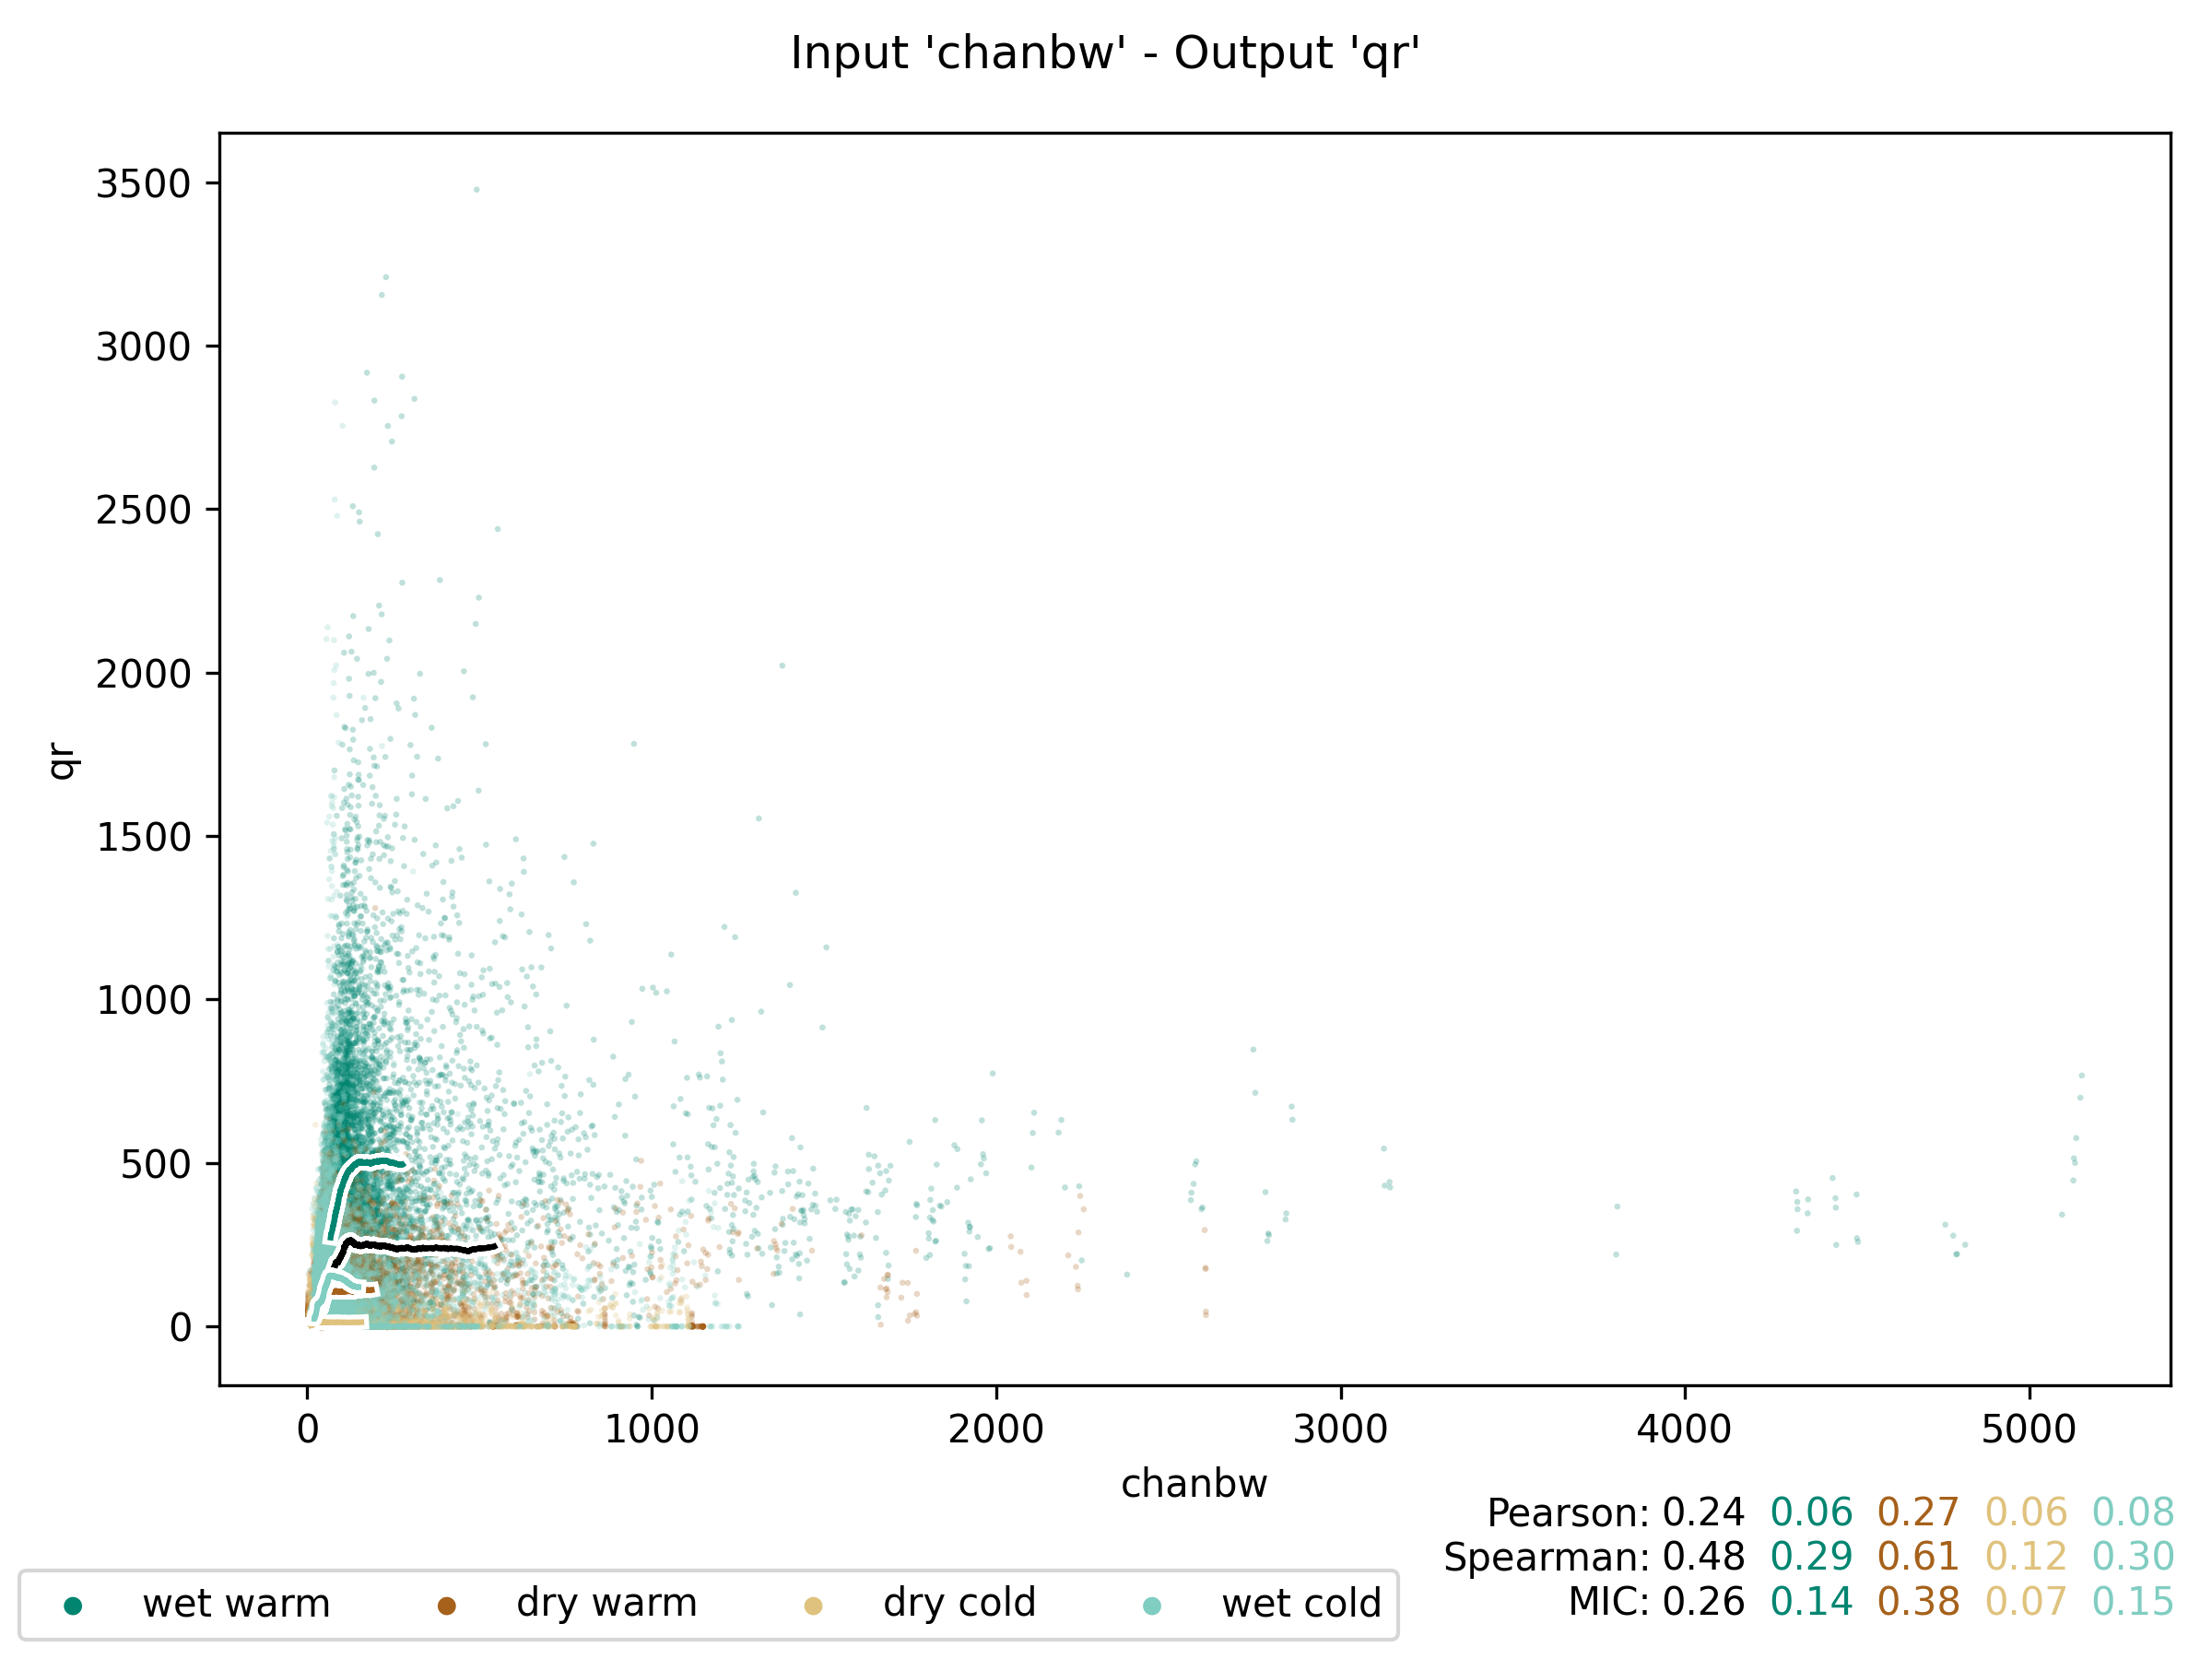 Input 'chanbw' - Output 'qr'
3500
3000
2500
2000
1500
1000
500
0
qr
0 1000 2000 3000 4000 5000
chanbw
Pearson: 0.24 0.06 0.27 0.06 0.08
Spearman: 0.48 0.29 0.61 0.12 0.30
MIC: 0.26 0.14 0.38 0.07 0.15
wet warm dry warm dry cold wet cold